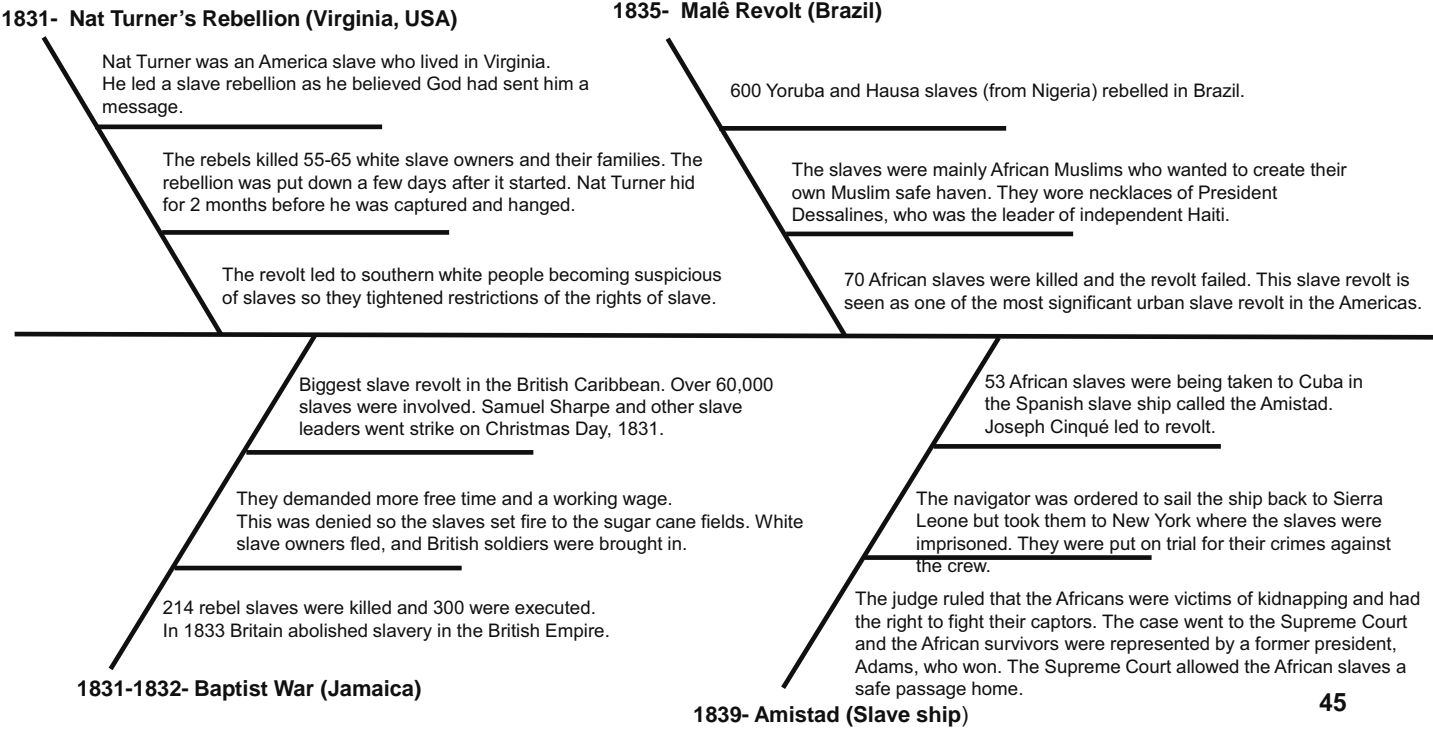 1831-  Nat Turner's Rebellion (Virginia, USA)
Nat Turner was an America slave who lived in Virginia.
He led a slave rebellion as he believed God had sent him a
message.
The rebels killed 55-65 white slave owners and their families. The
rebellion was put down a few days after it started. Nat Turner hid
for 2 months before he was captured and hanged.
The revolt led to southern white people becoming suspicious
of slaves so they tightened restrictions of the rights of slave.
1835-  Malê Revolt (Brazil)
600 Yoruba and Hausa slaves (from Nigeria) rebelled in Brazil.
The slaves were mainly African Muslims who wanted to create their
own Muslim safe haven. They wore necklaces of President
Dessalines, who was the leader of independent Haiti.
70 African slaves were killed and the revolt failed. This slave revolt is
seen as one of the most significant urban slave revolt in the Americas.
Biggest slave revolt in the British Caribbean. Over 60,000
slaves were involved. Samuel Sharpe and other slave
leaders went strike on Christmas Day, 1831.
They demanded more free time and a working wage.
This was denied so the slaves set fire to the sugar cane fields. White
slave owners fled, and British soldiers were brought in.
214 rebel slaves were killed and 300 were executed.
In 1833 Britain abolished slavery in the British Empire.
1831-1832- Baptist War (Jamaica)
53 African slaves were being taken to Cuba in
the Spanish slave ship called the Amistad.
Joseph Cinqué led to revolt.
The navigator was ordered to sail the ship back to Sierra
Leone but took them to New York where the slaves were
imprisoned. They were put on trial for their crimes against
the crew.
The judge ruled that the Africans were victims of kidnapping and had
the right to fight their captors. The case went to the Supreme Court
and the African survivors were represented by a former president,
Adams, who won. The Supreme Court allowed the African slaves a
safe passage home.
1839- Amistad (Slave ship)
45